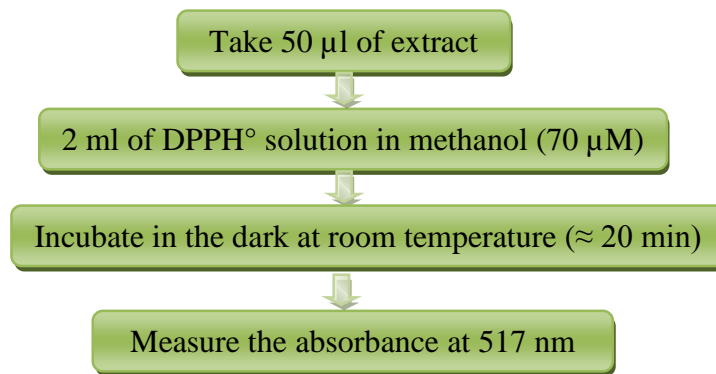 Take 50 µl of extract
2 ml of DPPH° solution in methanol (70 µM)
Incubate in the dark at room temperature (≈ 20 min)
Measure the absorbance at 517 nm